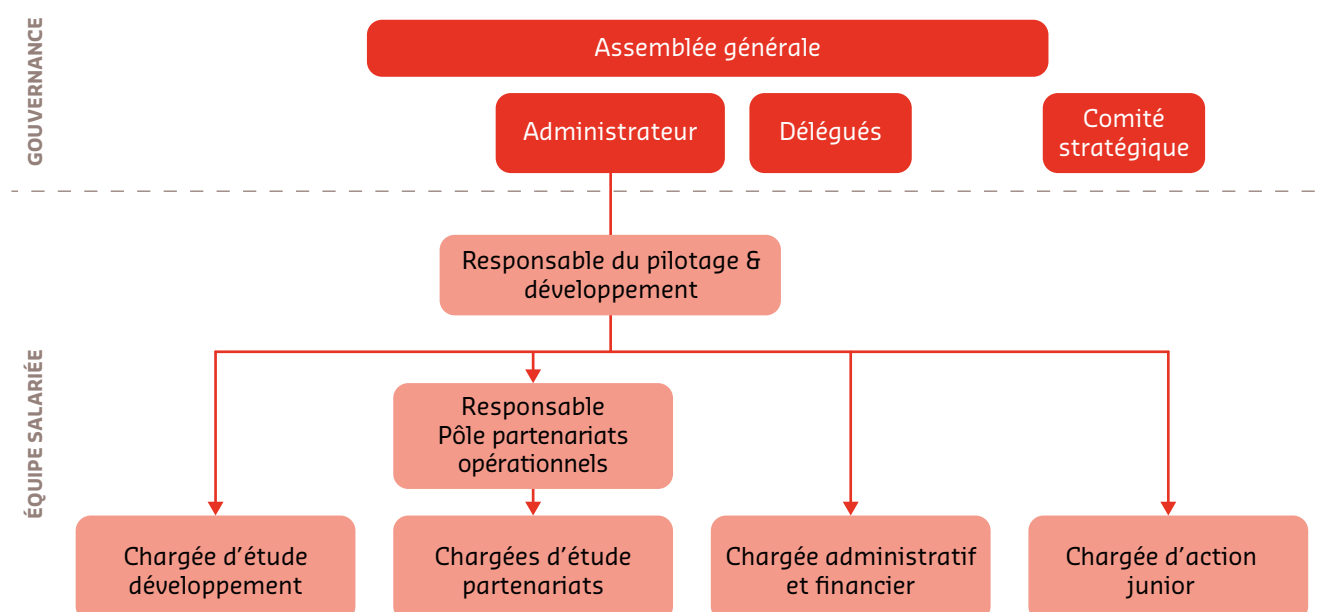 GOUVERNANCE
Assemblée générale
Administrateur
Délégués
Comité
stratégique
ÉQUIPE SALARIÉE
Responsable du pilotage &
développement
Responsable
Pôle partenariats
opérationnels
Chargée d'étude
développement
Chargées d'étude
partenariats
Chargée administratif
et financier
Chargée d'action
junior